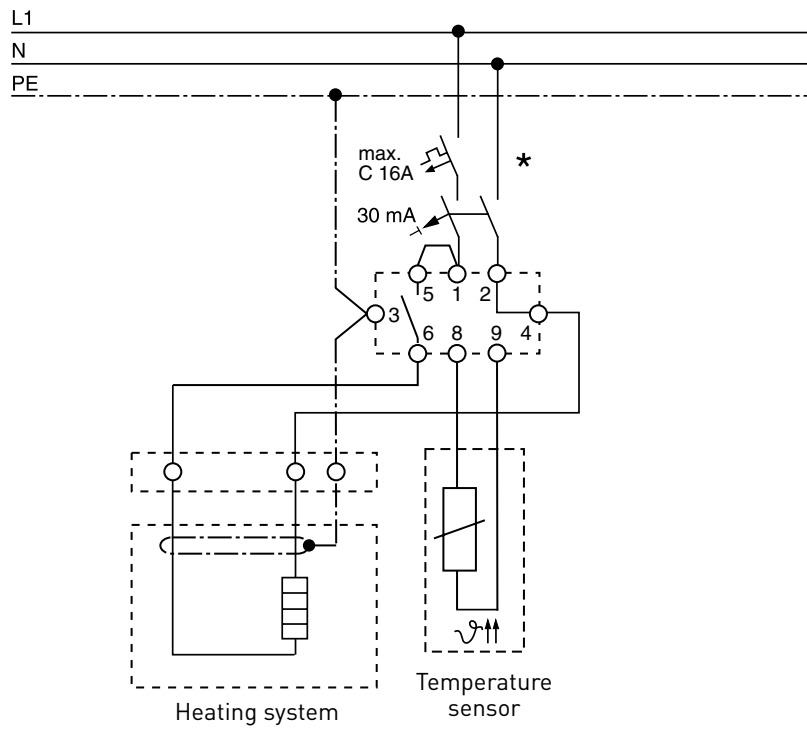 L1
N
PE
max.
C 16A
*
30 mA
5 1 2
3
6 8 9 4
ϑ
Heating system
Temperature
sensor